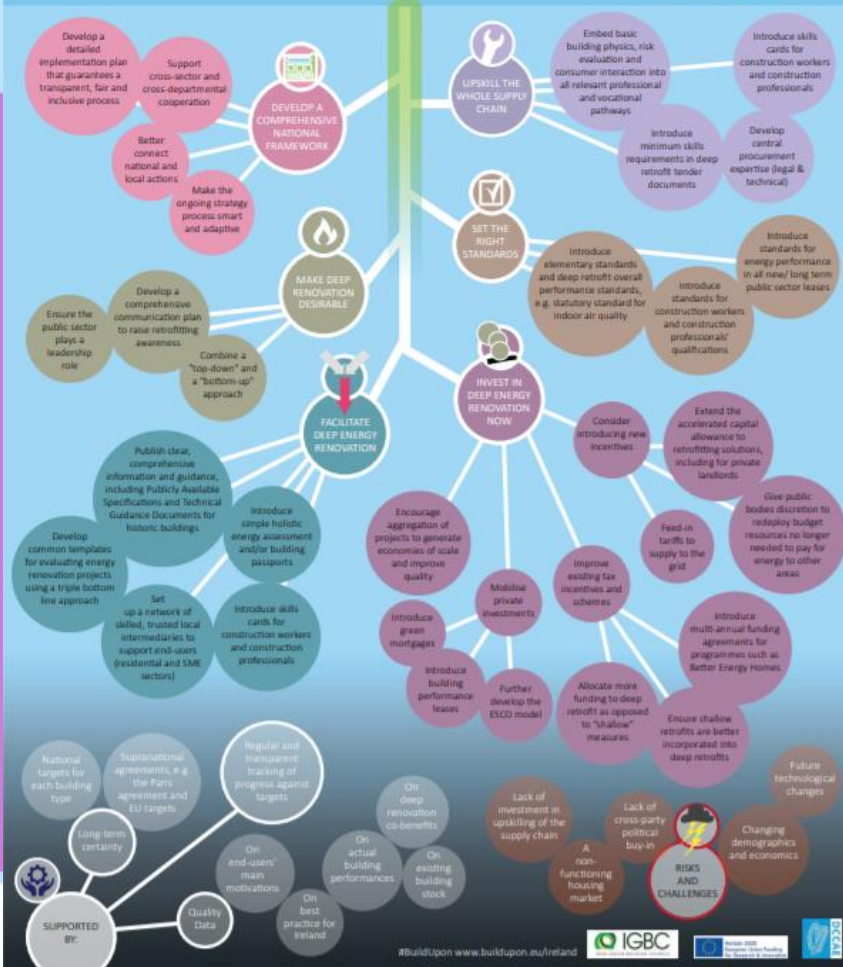 Develop a
detailed
implementation plan
that guarantees a
transparent, fair and
inclusive process
Support
cross-sector and
cross-departmental
cooperation
Better
connect
national and
local actions
Make the
ongoing strategy
process smart
and adaptive
DEVELOP A
COMPREHENSIVE
NATIONAL
FRAMEWORK
UPSKILL THE
WHOLE SUPPLY
CHAIN
Embed basic
building physics, risk
evaluation and
consumer interaction into
all relevant professional
and vocational
pathways
Introduce skills
cards for
construction workers
and construction
professionals
Introduce
minimum skills
requirements in deep
retrofit tender
documents
Develop
central
procurement
expertise (legal &
technical)
SET THE
RIGHT
STANDARDS
Introduce
elementary standards
and deep retrofit overall
performance standards,
e.g. statutory standard for
indoor air quality
Introduce
standards for
construction workers
and construction
professionals'
qualifications
Introduce
standards for
energy performance
in all new/ long term
public sector leases
MAKE DEEP
RENOVATION
DESIRABLE
Ensure the
public sector
plays a
leadership
role
Develop a
comprehensive
communication plan
to raise retrofitting
awareness
Combine a
"top-down" and
a "bottom-up"
approach
FACILITATE
DEEP ENERGY
RENOVATION
Publish clear,
comprehensive
information and guidance,
including Publicly Available
Specifications and Technical
Guidance Documents for
historic buildings
Introduce
simple holistic
energy assessment
and/or building
passports
Develop
common templates
for evaluating energy
renovation projects
using a triple bottom
line approach
Set
up a network of
skilled, trusted local
intermediaries to
support end-users
(residential and SME
sectors)
Introduce skills
cards for
construction workers
and construction
professionals
INVEST IN
DEEP ENERGY
RENOVATION
NOW
Consider
introducing new
incentives
Extend the
accelerated capital
allowance to
retrofitting solutions,
including for private
landlords
Give public
bodies discretion to
redeploy budget
resources no longer
needed to pay for
energy to other
areas
Feed-in
tariffs to
supply to the
grid
Encourage
aggregation of
projects to generate
economies of scale
and improve
quality
Mobilise
private
investments
Introduce
green
mortgages
Introduce
building
performance
leases
Further
develop the
ESCO model
Improve
existing tax
incentives and
schemes
Introduce
multi-annual funding
agreements for
programmes such as
Better Energy Homes
Allocate more
funding to deep
retrofit as opposed
to "shallow"
measures
Ensure shallow
retrofits are better
incorporated into
deep retrofits
National
targets for
each building
type
Supranational
agreements, e.g
the Paris
agreement and
EU targets
Regular and
transparent
tracking of
progress against
targets
Long-term
certainty
SUPPORTED
BY:
Quality
Data
On
end-users'
main
motivations
On
best
practice for
Ireland
On
actual
building
performances
On
deep
renovation
co-benefits
On
existing
building
stock
Lack of
investment in
upskilling of the
supply chain
A
non-
functioning
housing
market
Lack of
cross-party
political
buy-in
RISKS
AND
CHALLENGES
Changing
demographics
and economics
Future
technological
changes
#BuildUpon www.buildupon.eu/ireland
IGBC
DCCAE